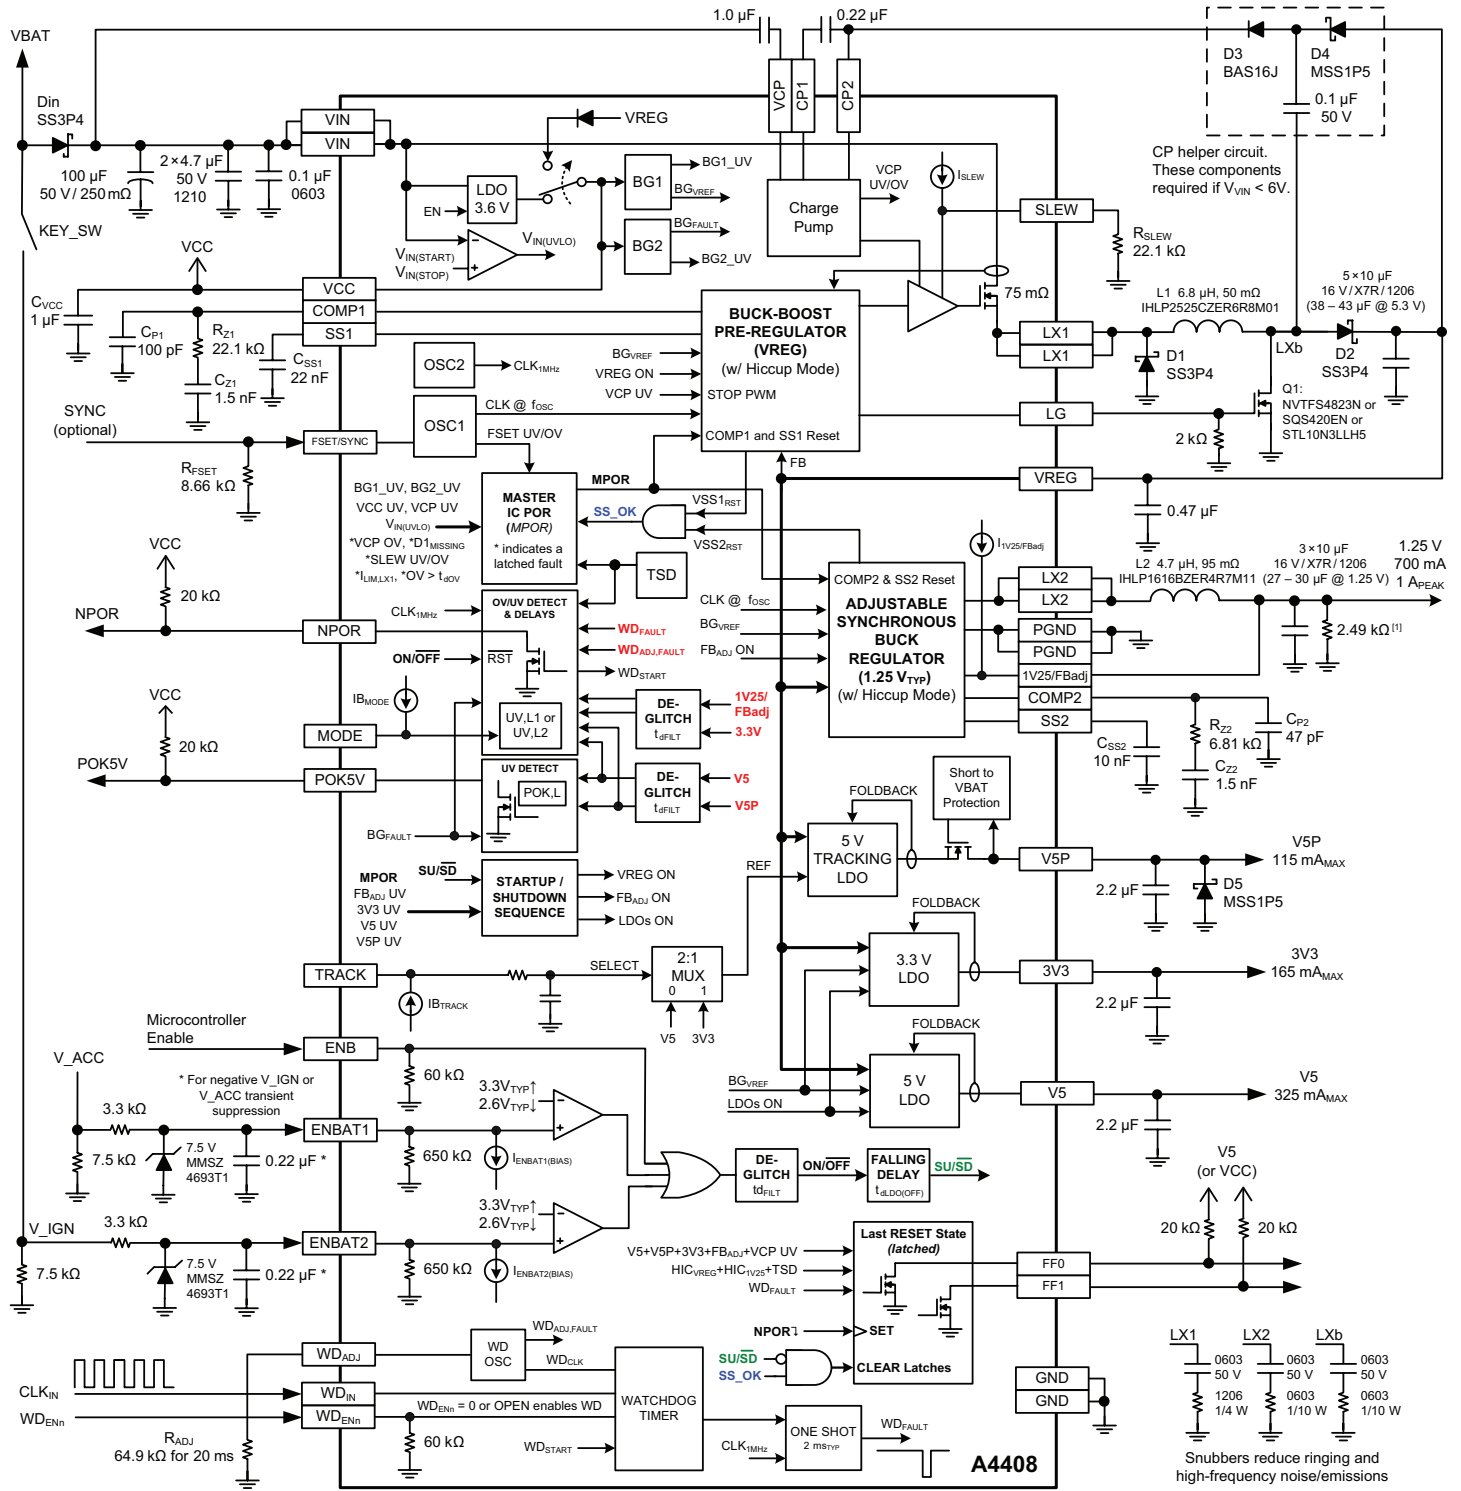 VBAT
Din
SS3P4
100 µF
50 V / 250 mΩ
2 × 4.7 µF
50 V
1210
0.1 µF
0603
KEY_SW
1.0 µF
0.22 µF
VCP
CP1
CP2
D3
BAS16J
D4
MSS1P5
0.1 µF
50 V
CP helper circuit.
These components
required if VVIN < 6V.
VIN
VIN
VREG
LDO
3.6 V
EN
BG1
BG1_UV
BGVREF
BG2
BGFAULT
BG2_UV
VIN(START)
VIN(STOP)
VIN(UVLO)
Charge
Pump
VCP
UV/OV
ISLEW
SLEW
RSLEW
22.1 kΩ
75 mΩ
VCC
CVCC
1 µF
VCC
COMP1
SS1
CP1
100 pF
RZ1
22.1 kΩ
CZ1
1.5 nF
CSS1
22 nF
BUCK-BOOST
PRE-REGULATOR
(VREG)
(w/ Hiccup Mode)
BGVREF
VREG ON
VCP UV
STOP PWM
COMP1 and SS1 Reset
FB
OSC2
CLK1MHz
OSC1
CLK @ fOSC
FSET UV/OV
LX1
LX1
L1 6.8 µH, 50 mΩ
IHLP2525CZER6R8M01
5 × 10 µF
16 V / X7R / 1206
(38 – 43 µF @ 5.3 V)
D1
SS3P4
LXb
D2
SS3P4
Q1:
NVTFS4823N or
SQS420EN or
STL10N3LLH5
LG
2 kΩ
VREG
0.47 µF
SYNC
(optional)
FSET/SYNC
RFSET
8.66 kΩ
BG1_UV, BG2_UV
VCC UV, VCP UV
VIN(UVLO)
*VCP OV, *D1MISSING
*SLEW UV/OV
*ILIM,LX1, *OV > tdOV
MASTER
IC POR
(MPOR)
* indicates a
latched fault
MPOR
SS_OK
VSS1RST
VSS2RST
TSD
I1V25/FBadj
COMP2 & SS2 Reset
ADJUSTABLE
SYNCHRONOUS
BUCK
REGULATOR
(1.25 VTYP)
(w/ Hiccup Mode)
CLK @ fOSC
BGVREF
FBADJ ON
LX2
LX2
PGND
PGND
1V25/FBadj
COMP2
SS2
L2 4.7 µH, 95 mΩ
IHLP1616BZER4R7M11
3 × 10 µF
16 V / X7R / 1206
(27 – 30 µF @ 1.25 V)
1.25 V
700 mA
1 APEAK
2.49 kΩ [1]
CSS2
10 nF
RZ2
6.81 kΩ
CZ2
1.5 nF
CP2
47 pF
VCC
20 kΩ
NPOR
NPOR
CLK1MHz
OV/UV DETECT
& DELAYS
ON/OFF
RST
IBMODE
MODE
UV,L1 or
UV,L2
WDFAULT
WDADJ,FAULT
WDSTART
DE-
GLITCH
tdFILT
1V25/
FBadj
3.3V
VCC
20 kΩ
POK5V
POK5V
UV DETECT
POK,L
DE-
GLITCH
tdFILT
V5
V5P
BGFAULT
Short to
VBAT
Protection
FOLDBACK
5 V
TRACKING
LDO
REF
V5P
V5P
115 mAMAX
2.2 µF
D5
MSS1P5
SU/SD
MPOR
FBADJ UV
3V3 UV
V5 UV
V5P UV
STARTUP /
SHUTDOWN
SEQUENCE
VREG ON
FBADJ ON
LDOs ON
FOLDBACK
3.3 V
LDO
3V3
3V3
165 mAMAX
2.2 µF
TRACK
IBTRACK
SELECT
2:1
MUX
0 1
V5
3V3
Microcontroller
Enable
ENB
60 kΩ
FOLDBACK
5 V
LDO
BGVREF
LDOs ON
V5
V5
325 mAMAX
2.2 µF
V_ACC
* For negative V_IGN or
V_ACC transient
suppression
3.3 kΩ
7.5 kΩ
7.5 V
MMSZ
4693T1
0.22 µF *
ENBAT1
650 kΩ
IENBAT1(BIAS)
3.3VTYP↑
2.6VTYP↓
DE-
GLITCH
tdFILT
ON/OFF
FALLING
DELAY
tdLDO(OFF)
SU/SD
V5
(or VCC)
20 kΩ
20 kΩ
V_IGN
3.3 kΩ
7.5 kΩ
7.5 V
MMSZ
4693T1
0.22 µF *
ENBAT2
650 kΩ
IENBAT2(BIAS)
3.3VTYP↑
2.6VTYP↓
Last RESET State
(latched)
V5+V5P+3V3+FBADJ+VCP UV
HICVREG+HIC1V25+TSD
WDFAULT
NPOR
SET
SU/SD
SS_OK
CLEAR Latches
FF0
FF1
WDADJ
WD
OSC
WDADJ,FAULT
WDCLK
CLKIN
WDIN
WDENn
WDENn
WDENn = 0 or OPEN enables WD
60 kΩ
RADJ
64.9 kΩ for 20 ms
WDSTART
WATCHDOG
TIMER
ONE SHOT
2 msTYP
CLK1MHz
WDFAULT
GND
GND
A4408
LX1
0603
50 V
1206
1/4 W
LX2
0603
50 V
0603
1/10 W
LXb
0603
50 V
0603
1/10 W
Snubbers reduce ringing and
high-frequency noise/emissions